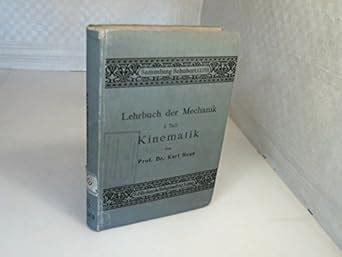 Sammlung Schubert
Lehrbuch der Mechanik
I. Teil
Kinematik
von
Prof. Dr. Karl Heun